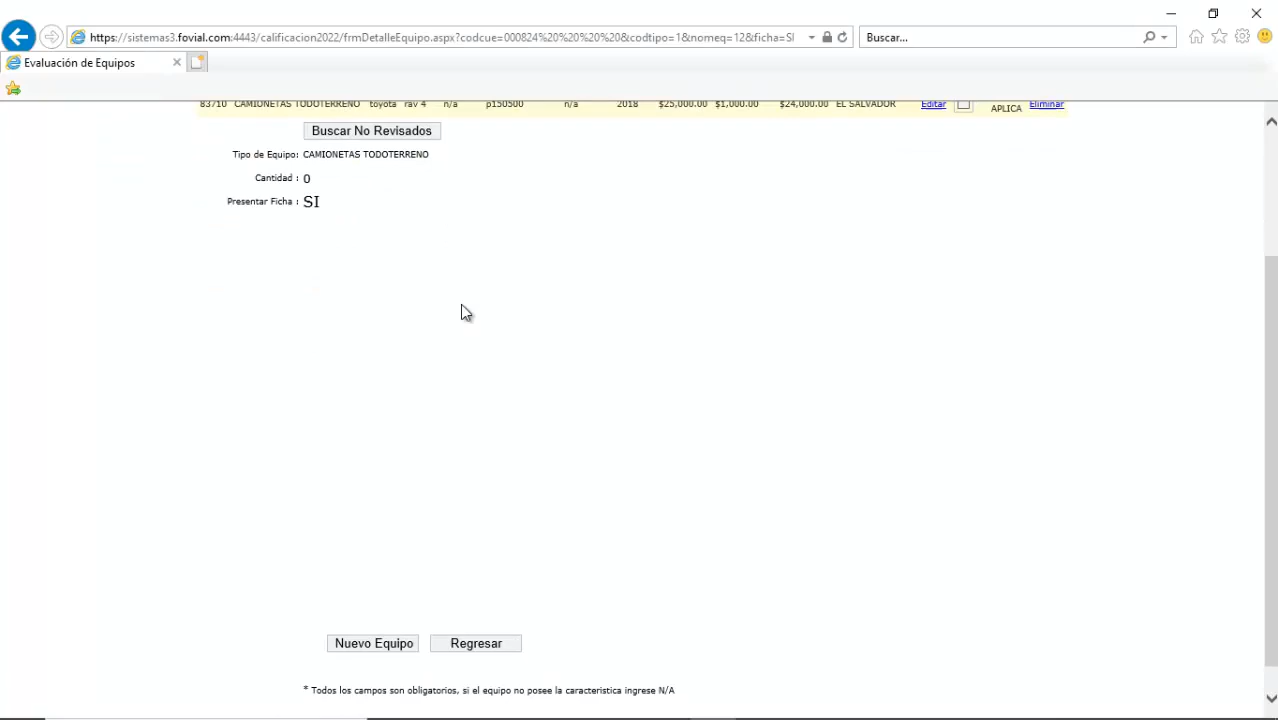 https://sistemas3.fovial.com:4443/calificacion2022/frmDetalleEquipo.aspx?codcue=000824%20%20%20%20&codtipo=1&nomeq=12&ficha=SI
Buscar...
Evaluación de Equipos
83710 CAMIONETAS TODOTERRENO toyota rav 4 n/a p150500 n/a 2018 $25,000.00 $1,000.00 $24,000.00 EL SALVADOR Editar APLICA Eliminar
Buscar No Revisados
Tipo de Equipo: CAMIONETAS TODOTERRENO
Cantidad : 0
Presentar Ficha : SI
Nuevo Equipo Regresar
* Todos los campos son obligatorios, si el equipo no posee la caracteristica ingrese N/A